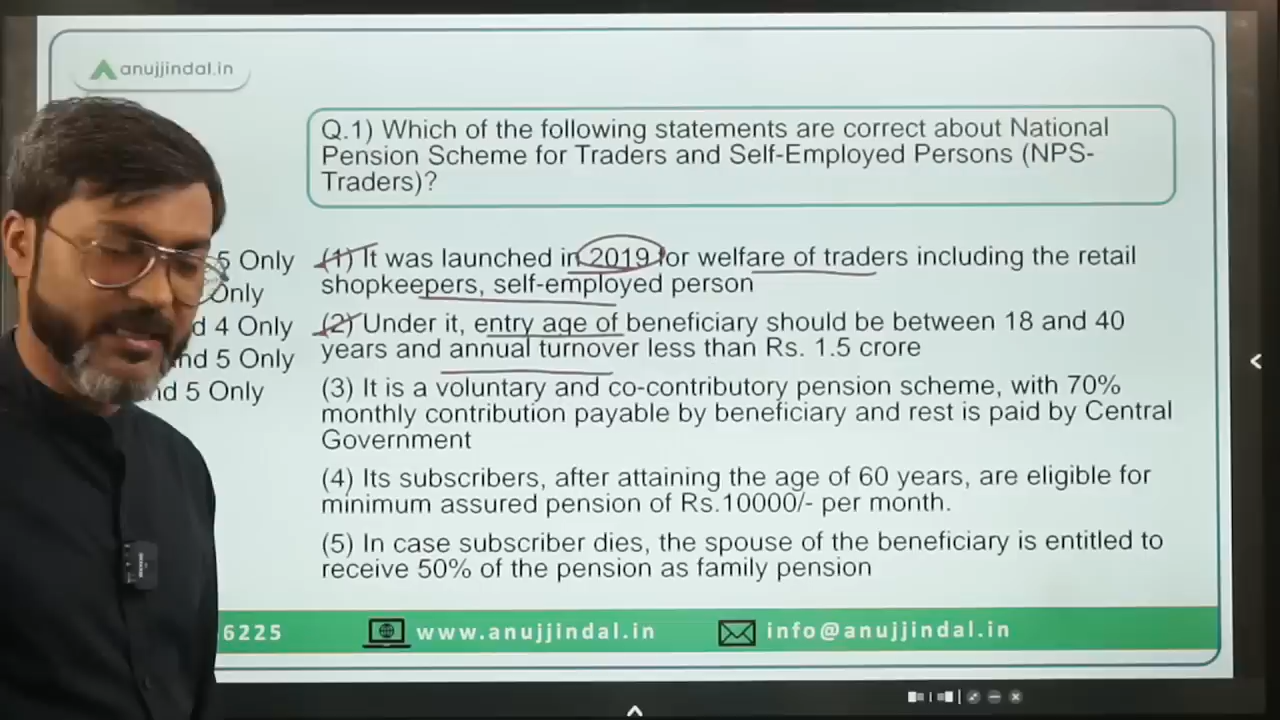 anujjindal.in
Q.1) Which of the following statements are correct about National
Pension Scheme for Traders and Self-Employed Persons (NPS-
Traders)?
5 Only
Only
d 4 Only
nd 5 Only
nd 5 Only
(1) It was launched in 2019 for welfare of traders including the retail
shopkeepers, self-employed person
(2) Under it, entry age of beneficiary should be between 18 and 40
years and annual turnover less than Rs. 1.5 crore
(3) It is a voluntary and co-contributory pension scheme, with 70%
monthly contribution payable by beneficiary and rest is paid by Central
Government
(4) Its subscribers, after attaining the age of 60 years, are eligible for
minimum assured pension of Rs.10000/- per month.
(5) In case subscriber dies, the spouse of the beneficiary is entitled to
receive 50% of the pension as family pension
6225 www.anujjindal.in info@anujjindal.in